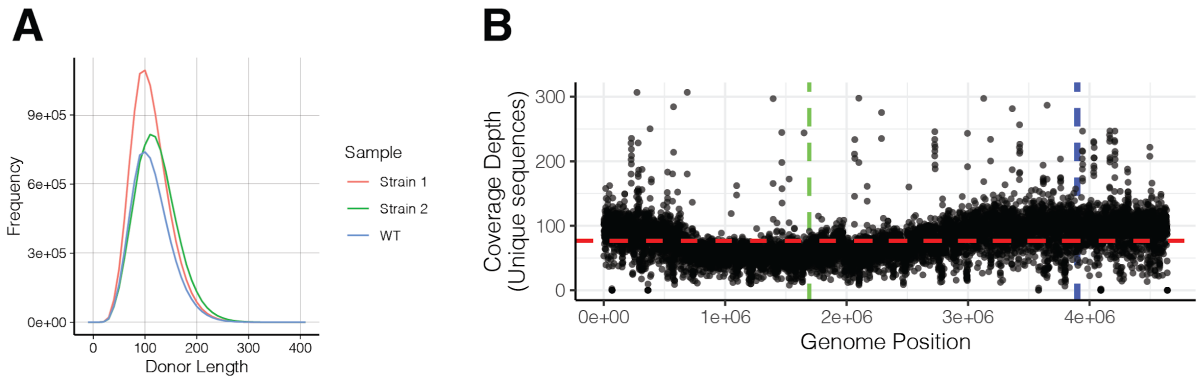 A
B
9e+05
6e+05
3e+05
0e+00
Frequency
0
100
200
300
400
Donor Length
Sample
Strain 1
Strain 2
WT
300
200
100
0
Coverage Depth
(Unique sequences)
0e+00
1e+06
2e+06
3e+06
4e+06
Genome Position